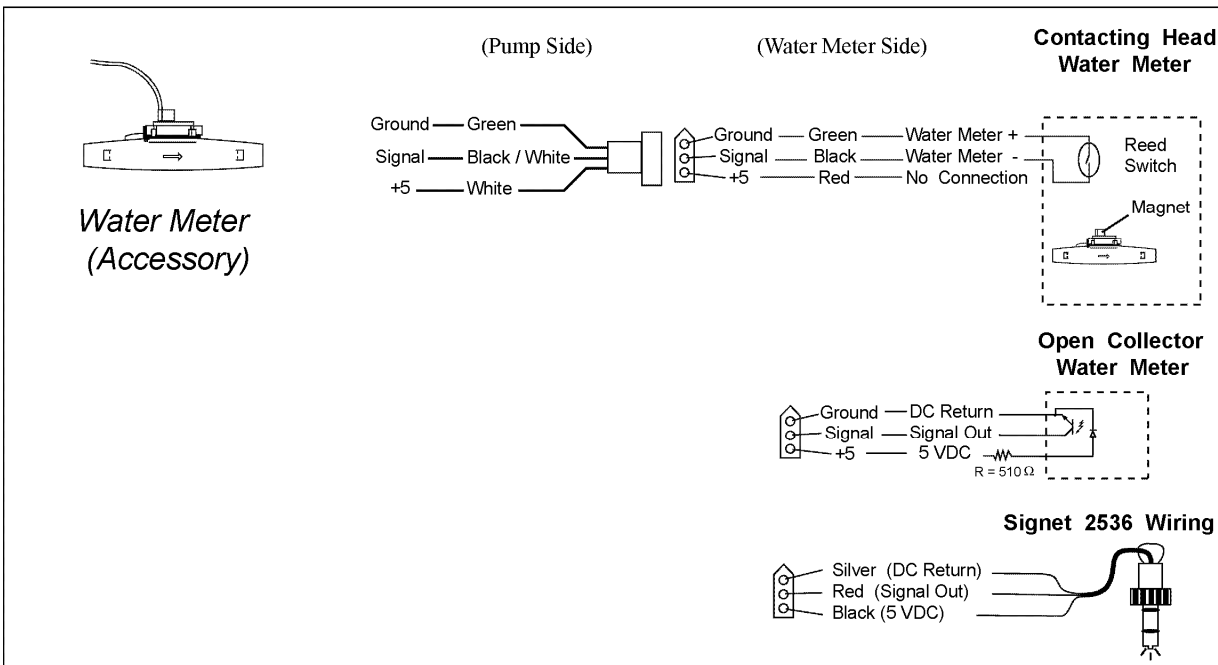 (Pump Side)
(Water Meter Side)
Contacting Head
Water Meter
Ground Green
Signal Black / White
+5 White
Ground Green Water Meter +
Signal Black Water Meter -
+5 Red No Connection
Reed
Switch
Magnet
Water Meter
(Accessory)
Open Collector
Water Meter
Ground DC Return
Signal Signal Out
+5 5 VDC
R = 510 Ω
Signet 2536 Wiring
Silver (DC Return)
Red (Signal Out)
Black (5 VDC)